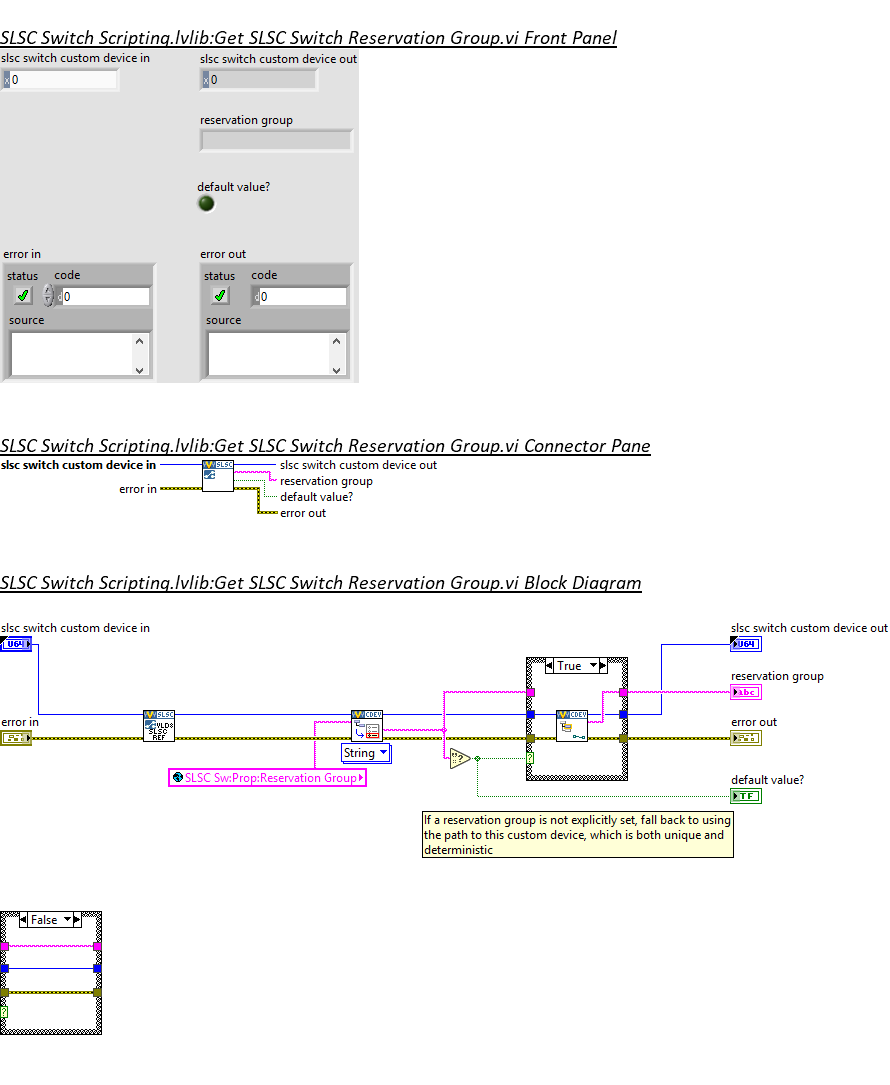 SLSC Switch Scripting.lvlib:Get SLSC Switch Reservation Group.vi Front Panel
slsc switch custom device in
slsc switch custom device out
x 0
x 0
reservation group
default value?
error in
error out
status code
status code
d 0
d 0
source
source
SLSC Switch Scripting.lvlib:Get SLSC Switch Reservation Group.vi Connector Pane
slsc switch custom device in
SLSC
slsc switch custom device out
reservation group
error in
default value?
error out
SLSC Switch Scripting.lvlib:Get SLSC Switch Reservation Group.vi Block Diagram
slsc switch custom device in
slsc switch custom device out
U64
U64
True
reservation group
abc
error in
SLSC
VLD:
SLSC
REF
CDEV
CDEV
error out
String
?
?
SLSC Sw:Prop:Reservation Group
default value?
TF
If a reservation group is not explicitly set, fall back to using
the path to this custom device, which is both unique and
deterministic
False
?